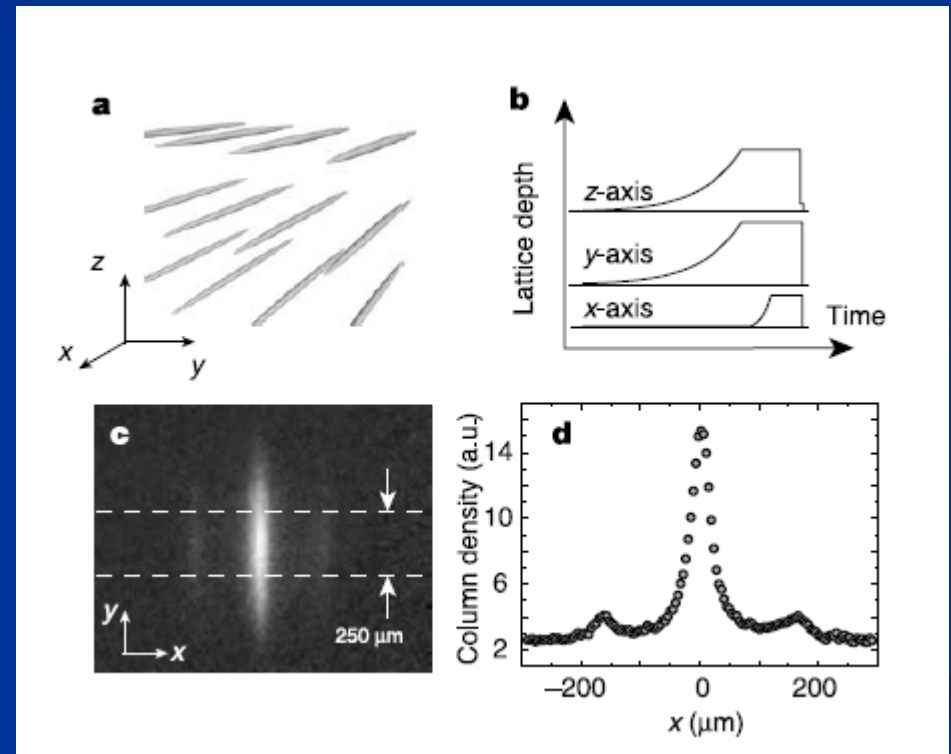 a
z
x
y
b
Lattice depth
z-axis
y-axis
x-axis
Time
c
y
x
250 μm
d
Column density (a.u.)
14
10
6
2
–200
0
200
x (μm)